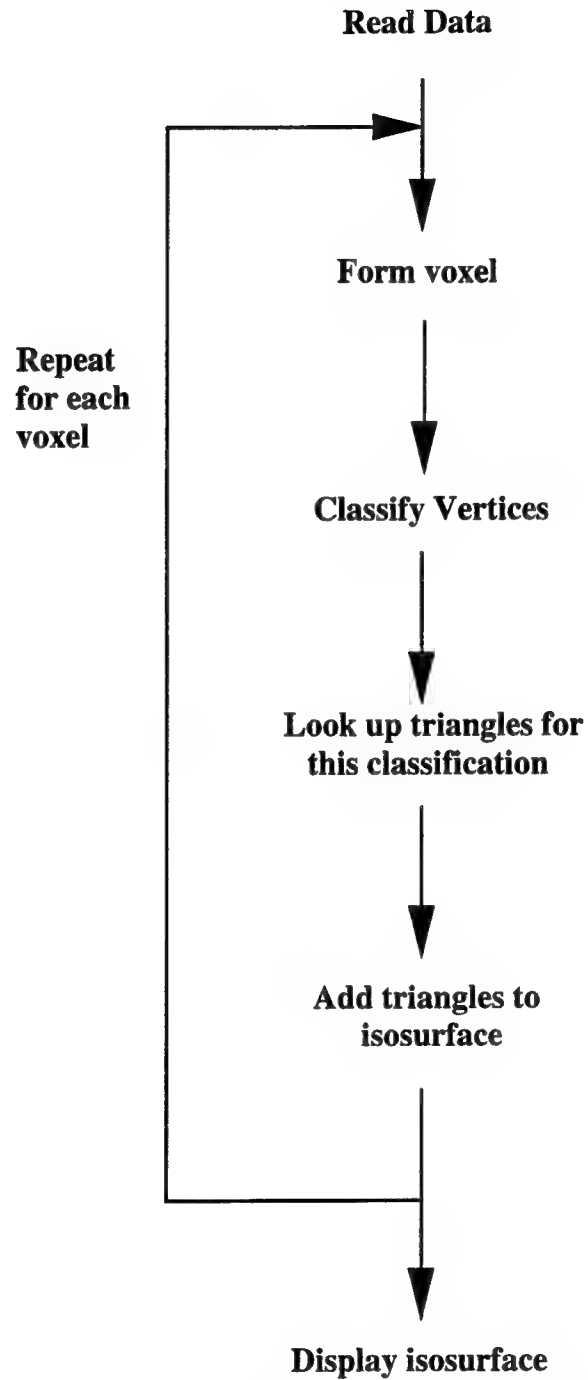 Read Data
Form voxel
Repeat
for each
voxel
Classify Vertices
Look up triangles for
this classification
Add triangles to
isosurface
Display isosurface